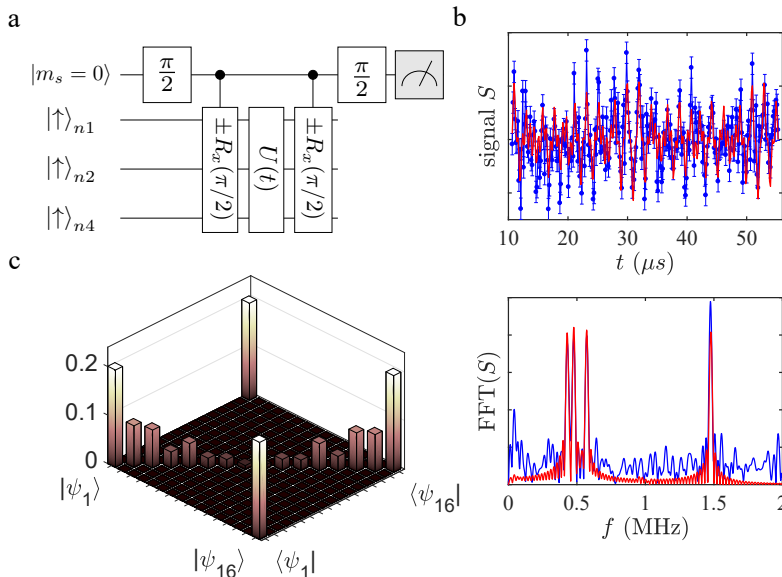 a
|m_s = 0⟩
π/2
π/2
|↑⟩_n1
|↑⟩_n2
|↑⟩_n4
±R_x(π/2)
U(t)
±R_x(π/2)
b
signal S
10 20 30 40 50
t (μs)
c
0.2
0.1
0
|ψ_1⟩
⟨ψ_16|
|ψ_16⟩
⟨ψ_1|
FFT(S)
0 0.5 1 1.5 2
f (MHz)